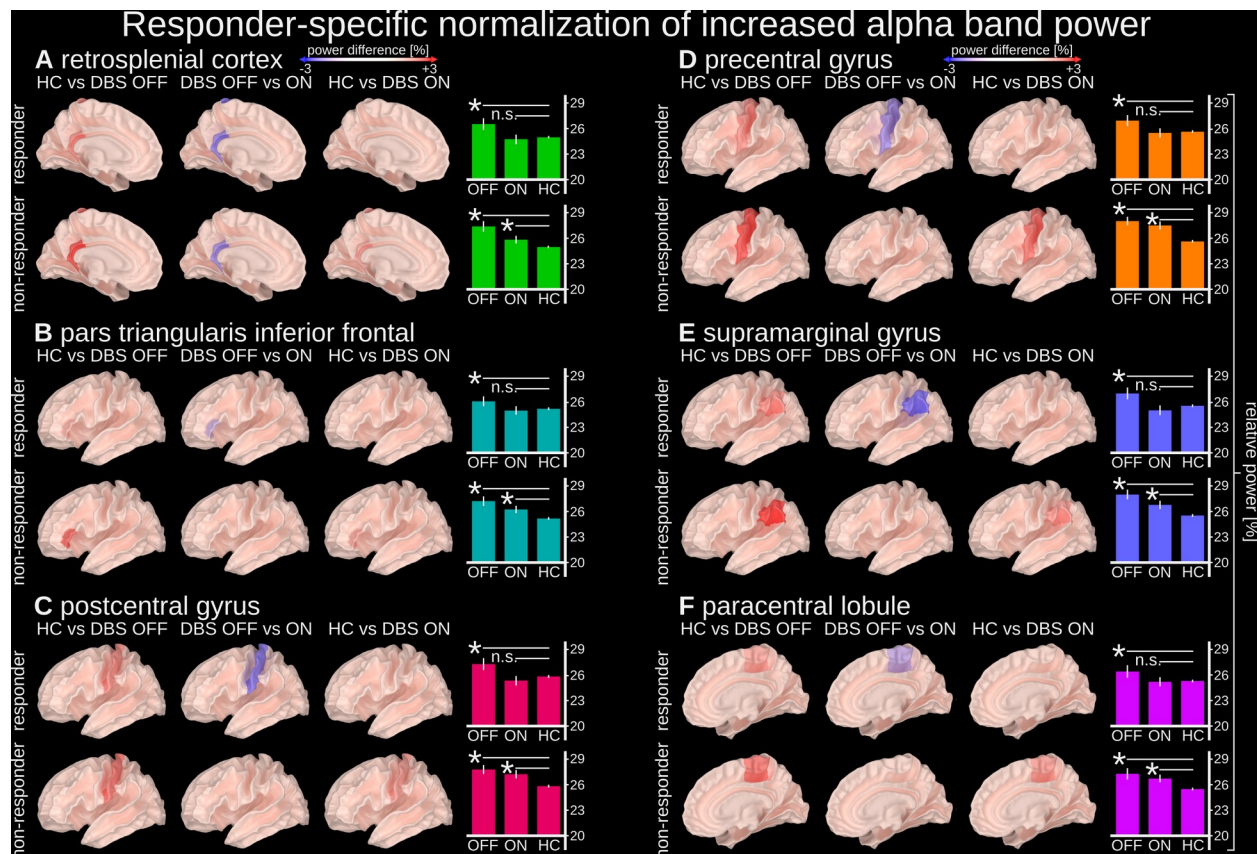 Responder-specific normalization of increased alpha band power
A retrosplenial cortex
power difference [%]
-3 +3
HC vs DBS OFF DBS OFF vs ON HC vs DBS ON
responder
* n.s.
29
26
23
20
OFF ON HC
non-responder
* *
29
26
23
20
OFF ON HC
B pars triangularis inferior frontal
HC vs DBS OFF DBS OFF vs ON HC vs DBS ON
responder
* n.s.
29
26
23
20
OFF ON HC
non-responder
* *
29
26
23
20
OFF ON HC
C postcentral gyrus
HC vs DBS OFF DBS OFF vs ON HC vs DBS ON
responder
* n.s.
29
26
23
20
OFF ON HC
non-responder
* *
29
26
23
20
OFF ON HC
D precentral gyrus
power difference [%]
-3 +3
HC vs DBS OFF DBS OFF vs ON HC vs DBS ON
responder
* n.s.
29
26
23
20
OFF ON HC
non-responder
* *
29
26
23
20
OFF ON HC
E supramarginal gyrus
HC vs DBS OFF DBS OFF vs ON HC vs DBS ON
responder
* n.s.
29
26
23
20
OFF ON HC
non-responder
* *
29
26
23
20
OFF ON HC
F paracentral lobule
HC vs DBS OFF DBS OFF vs ON HC vs DBS ON
responder
* n.s.
29
26
23
20
OFF ON HC
non-responder
* *
29
26
23
20
OFF ON HC
relative power [%]